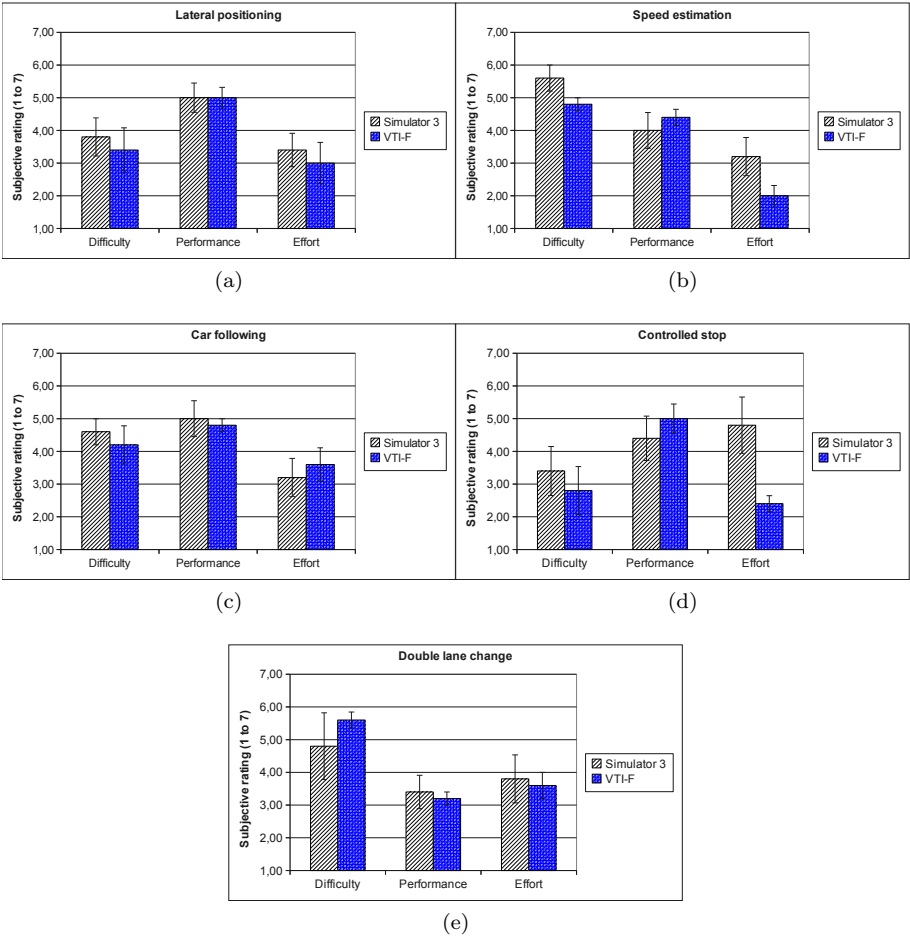 Lateral positioning
Subjective rating (1 to 7)
7,00
6,00
5,00
4,00
3,00
2,00
1,00
Difficulty Performance Effort
Simulator 3
VTI-F
(a)
Speed estimation
Subjective rating (1 to 7)
7,00
6,00
5,00
4,00
3,00
2,00
1,00
Difficulty Performance Effort
Simulator 3
VTI-F
(b)
Car following
Subjective rating (1 to 7)
7,00
6,00
5,00
4,00
3,00
2,00
1,00
Difficulty Performance Effort
Simulator 3
VTI-F
(c)
Controlled stop
Subjective rating (1 to 7)
7,00
6,00
5,00
4,00
3,00
2,00
1,00
Difficulty Performance Effort
Simulator 3
VTI-F
(d)
Double lane change
Subjective rating (1 to 7)
7,00
6,00
5,00
4,00
3,00
2,00
1,00
Difficulty Performance Effort
Simulator 3
VTI-F
(e)